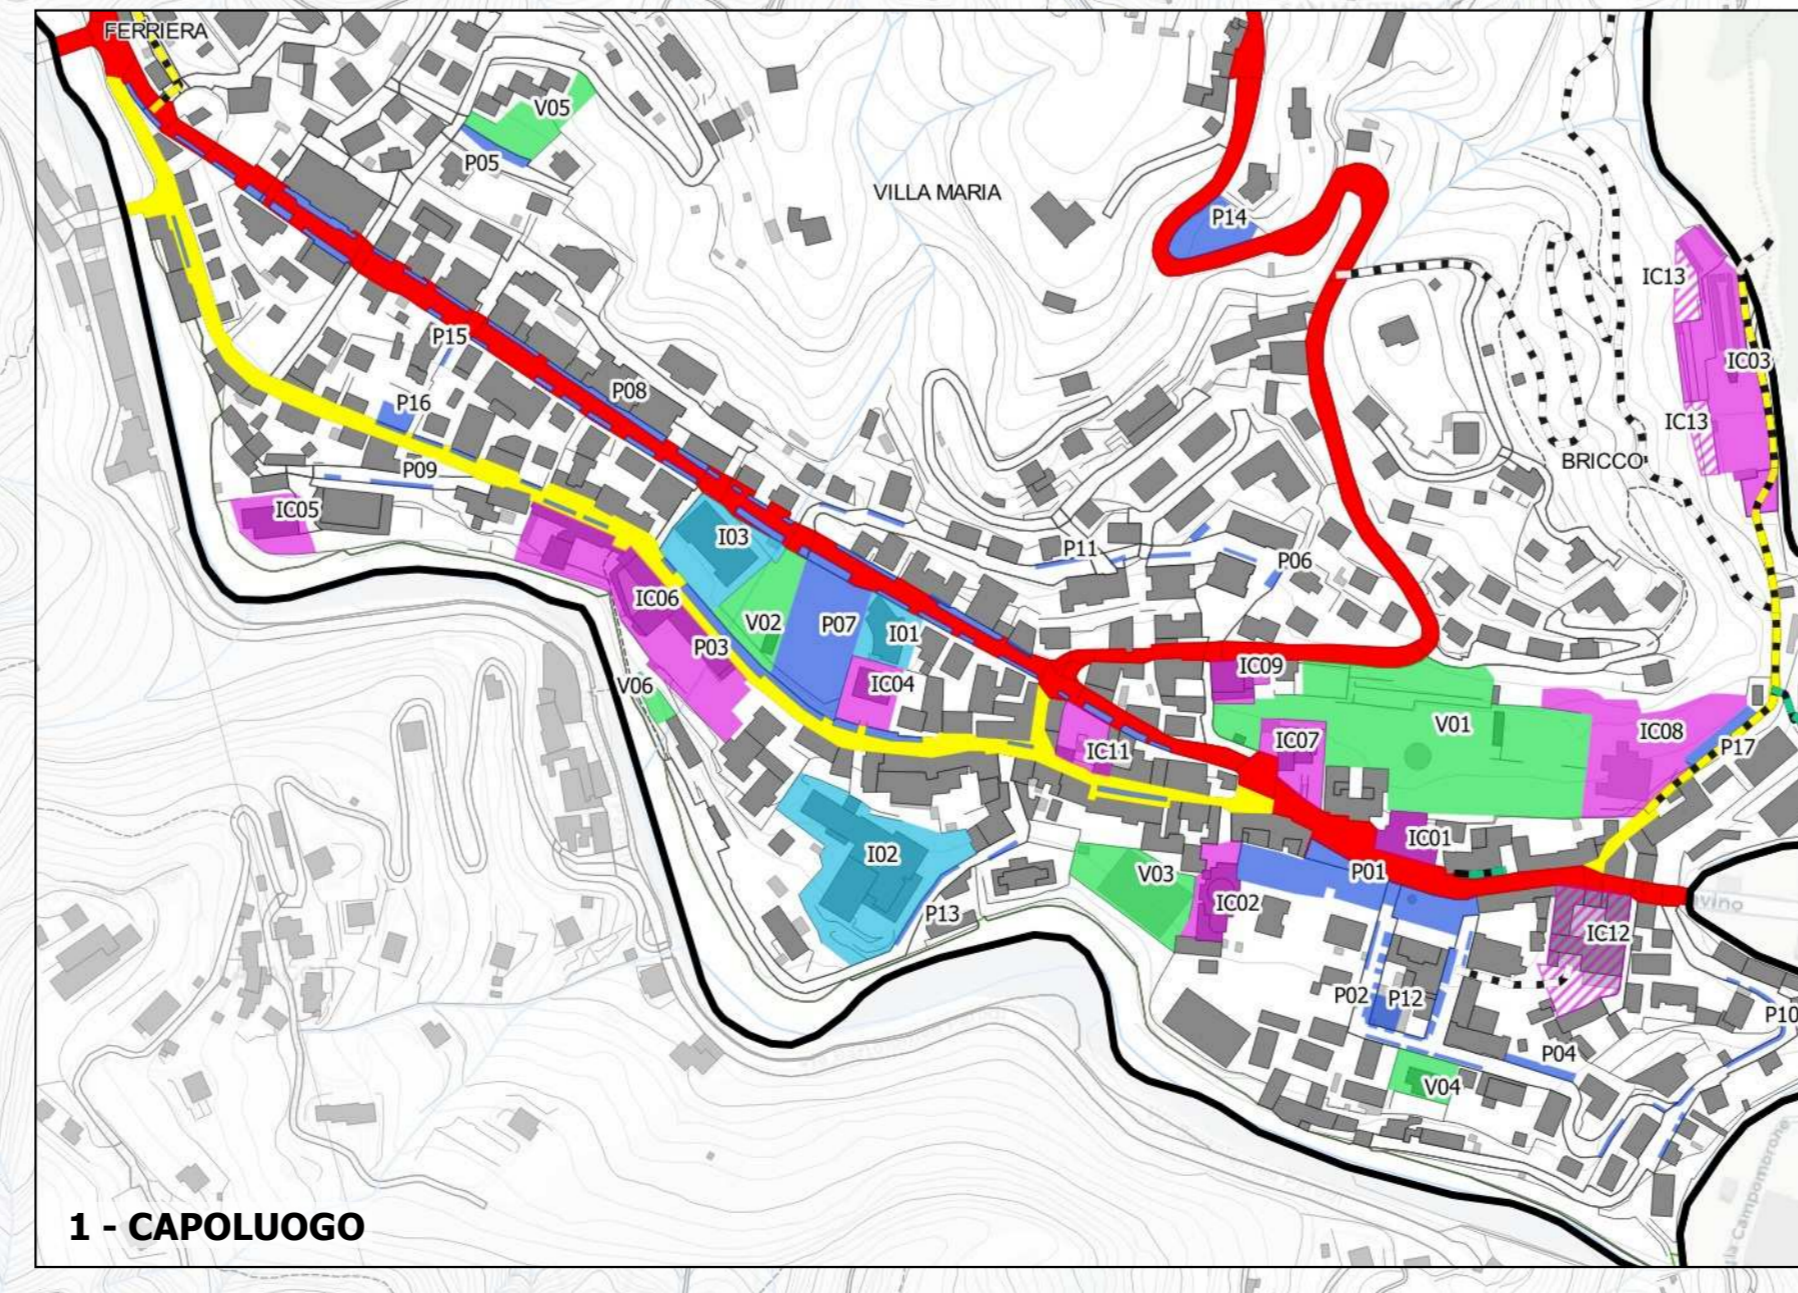 FERRIERA
V05
P05
VILLA MARIA
P14
IC13
P15
IC03
P08
P16
IC13
P09
BRICCO
IC05
I03
P11
P06
IC06
V02
P07
I01
P03
IC09
V06
IC04
V01
IC08
IC11
IC07
P17
IC01
I02
V03
P01
IC02
P13
IC12
P02
P12
P10
P04
V04
1 - CAPOLUOGO